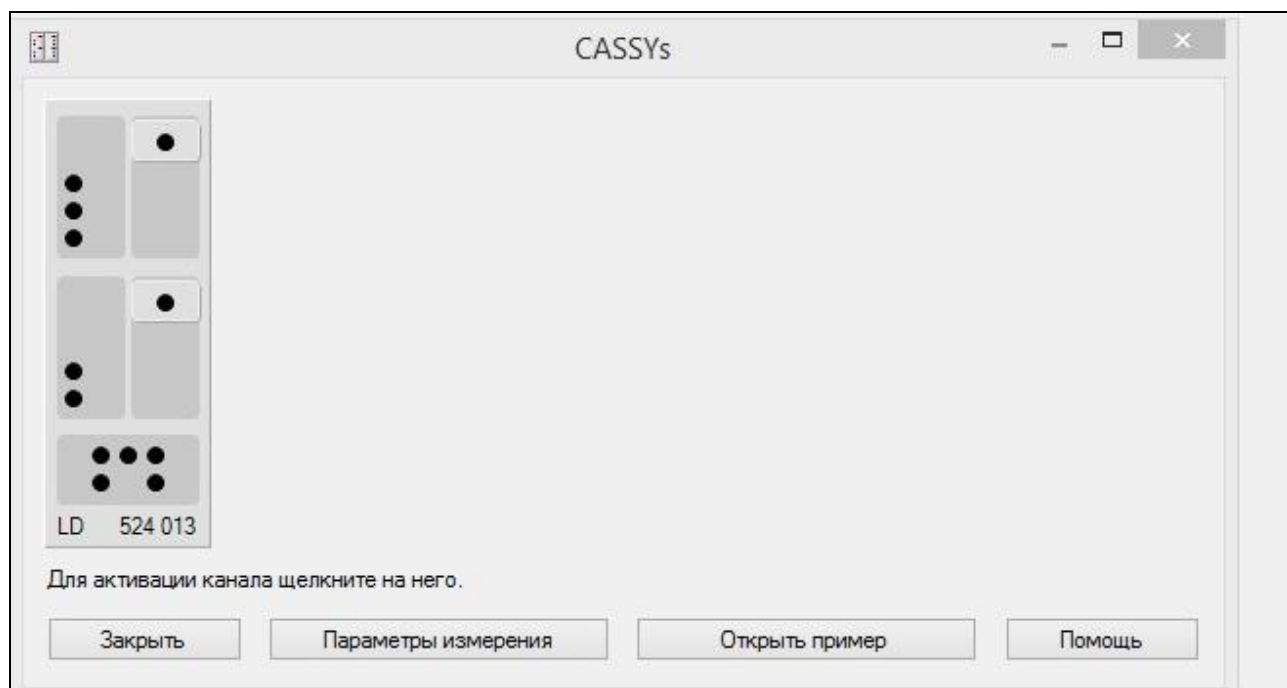 CASSYs
LD 524 013
Для активации канала щелкните на него.
Закрыть Параметры измерения Открыть пример Помощь